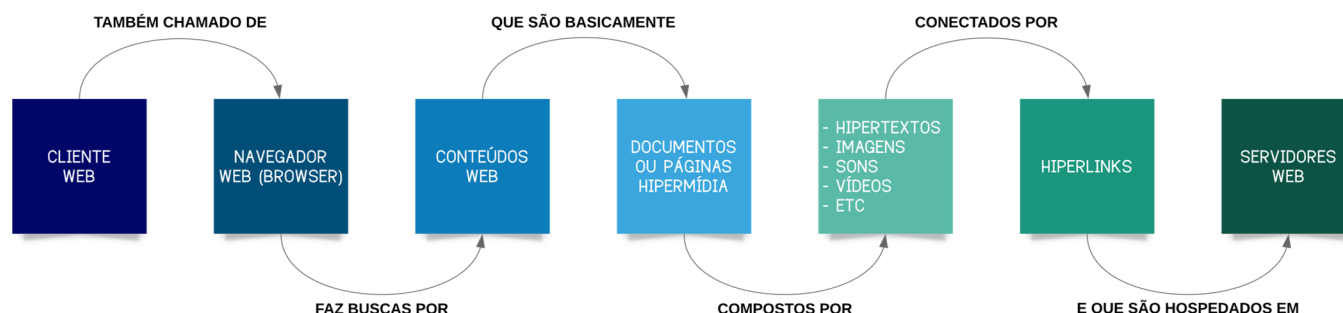 TAMBÉM CHAMADO DE
QUE SÃO BASICAMENTE
CONECTADOS POR
CLIENTE
WEB
NAVEGADOR
WEB (BROWSER)
CONTEÚDOS
WEB
DOCUMENTOS
OU PÁGINAS
HIPERMÍDIA
- HIPERTEXTOS
- IMAGENS
- SONS
- VÍDEOS
- ETC
HIPERLINKS
SERVIDORES
WEB
FAZ BUSCAS POR
COMPOSTOS POR
E QUE SÃO HOSPEDADOS EM